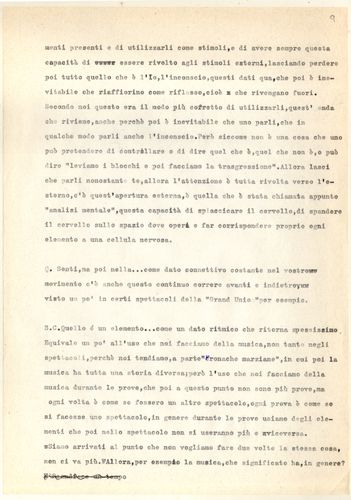 9
menti presenti e di utilizzarli come stimoli,e di avere sempre questa
capacità di essere rivolto agli stimoli esterni,lasciando perdere
poi tutto quello che è l'Io,l'inconscio,questi dati qua,che poi è ine-
vitabile che riaffiorino come riflesso,cioè x che rivengano fuori.
Secondo noi questo era il modo più cofretto di utilizzarli,quest' onda
che riviene,anche perchè poi è inevitabile che uno parli,che in
qualche modo parli anche l'inconscio.Però siccome non è una cosa che uno
può pretendere di contròllare e di dire quel che è,quel che non è,o può
dire "leviamo i blocchi e poi facciamo la trasgressione".Allora lasci
che parli nonostante te,allora l'attenzione è tutta rivolta verso l'e-
sterno,c'è quest'apertura esterna,è quella che è stata chiamata appunto
"analisi mentale",questa capacità di spiaccicare il cervello,di spandere
il cervello sullo spazio dove operi e far corrispondere proprio ogni
elemento a una cellula nervosa.
Q. Senti,ma poi nella...come dato connettivo costante nel vostro
movimento c'è anche questo continuo correre avanti e indietro
visto un po' in certi spettacoli della "Grand Unio "per esempio.
S.C.Quello é un elemento...come un dato ritmico che ritorna spessissimo
Equivale un po' all'uso che noi facciamo della musica,non tanto negli
spettacoli,perchè noi tendiamo,a parte"Cronache marziane",in cui poi la
musica ha tutta una storia diversa;però l'uso che noi facciamo della
musica durante le prove,che poi a questo punto non sono più prove,ma
ogni volta è come se fossero un altro spettacolo,ogni prova è come se
si facesse uno spettacolo,in genere durante le prove usiamo degli ele-
menti che poi nello spettacolo non si useranno più e viceversa.
Siamo arrivati al punto che non vogliamo fare due volte la stessa cosa,
non ci va più.Allora,per esempio la musica,che significato ha,in genere?